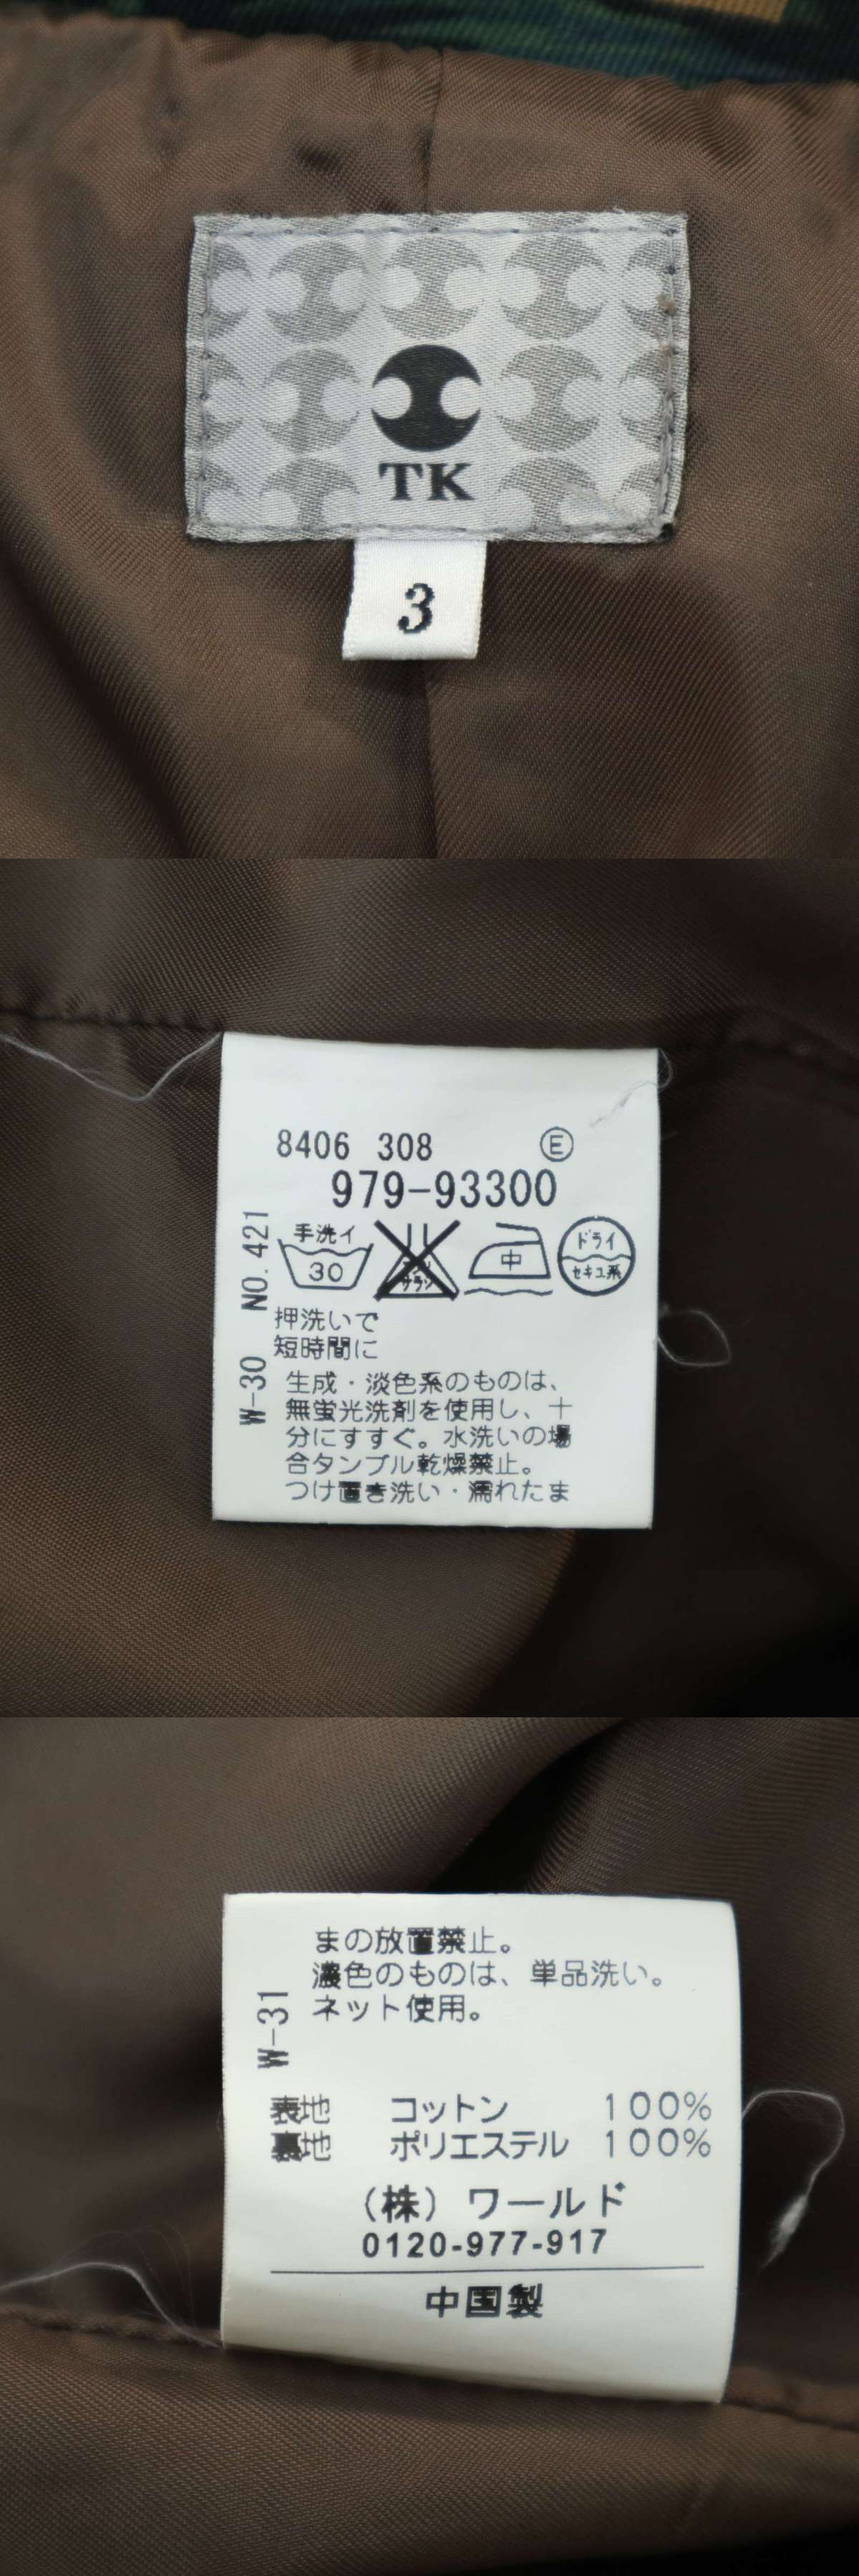 TK
3
8406 308 Ⓔ
979-93300
W-30 NO.421
手洗イ
30
エンソ
サラシ
中
ドライ
セキユ系
押洗いで
短時間に
生成・淡色系のものは、
無蛍光洗剤を使用し、十
分にすすぐ。水洗いの場
合タンブル乾燥禁止。
つけ置き洗い・濡れたま
まの放置禁止。
濃色のものは、単品洗い。
ネット使用。
W-31
表地 コットン 100%
裏地 ポリエステル 100%
(株) ワールド
0120-977-917
中国製